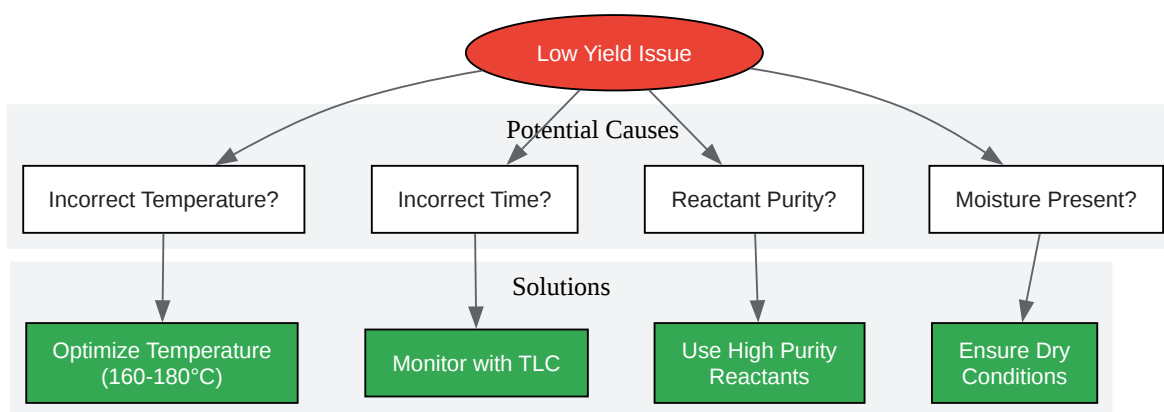 Low Yield Issue
Potential Causes
Incorrect Temperature?
Incorrect Time?
Reactant Purity?
Moisture Present?
Solutions
Optimize Temperature
(160-180°C)
Monitor with TLC
Use High Purity
Reactants
Ensure Dry
Conditions